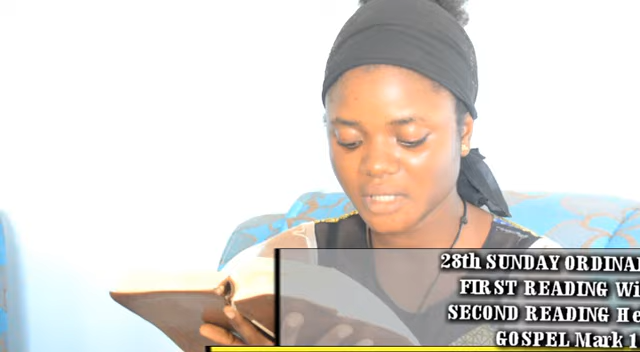 28th SUNDAY ORDINA
FIRST READING Wi
SECOND READING He
GOSPEL Mark 1